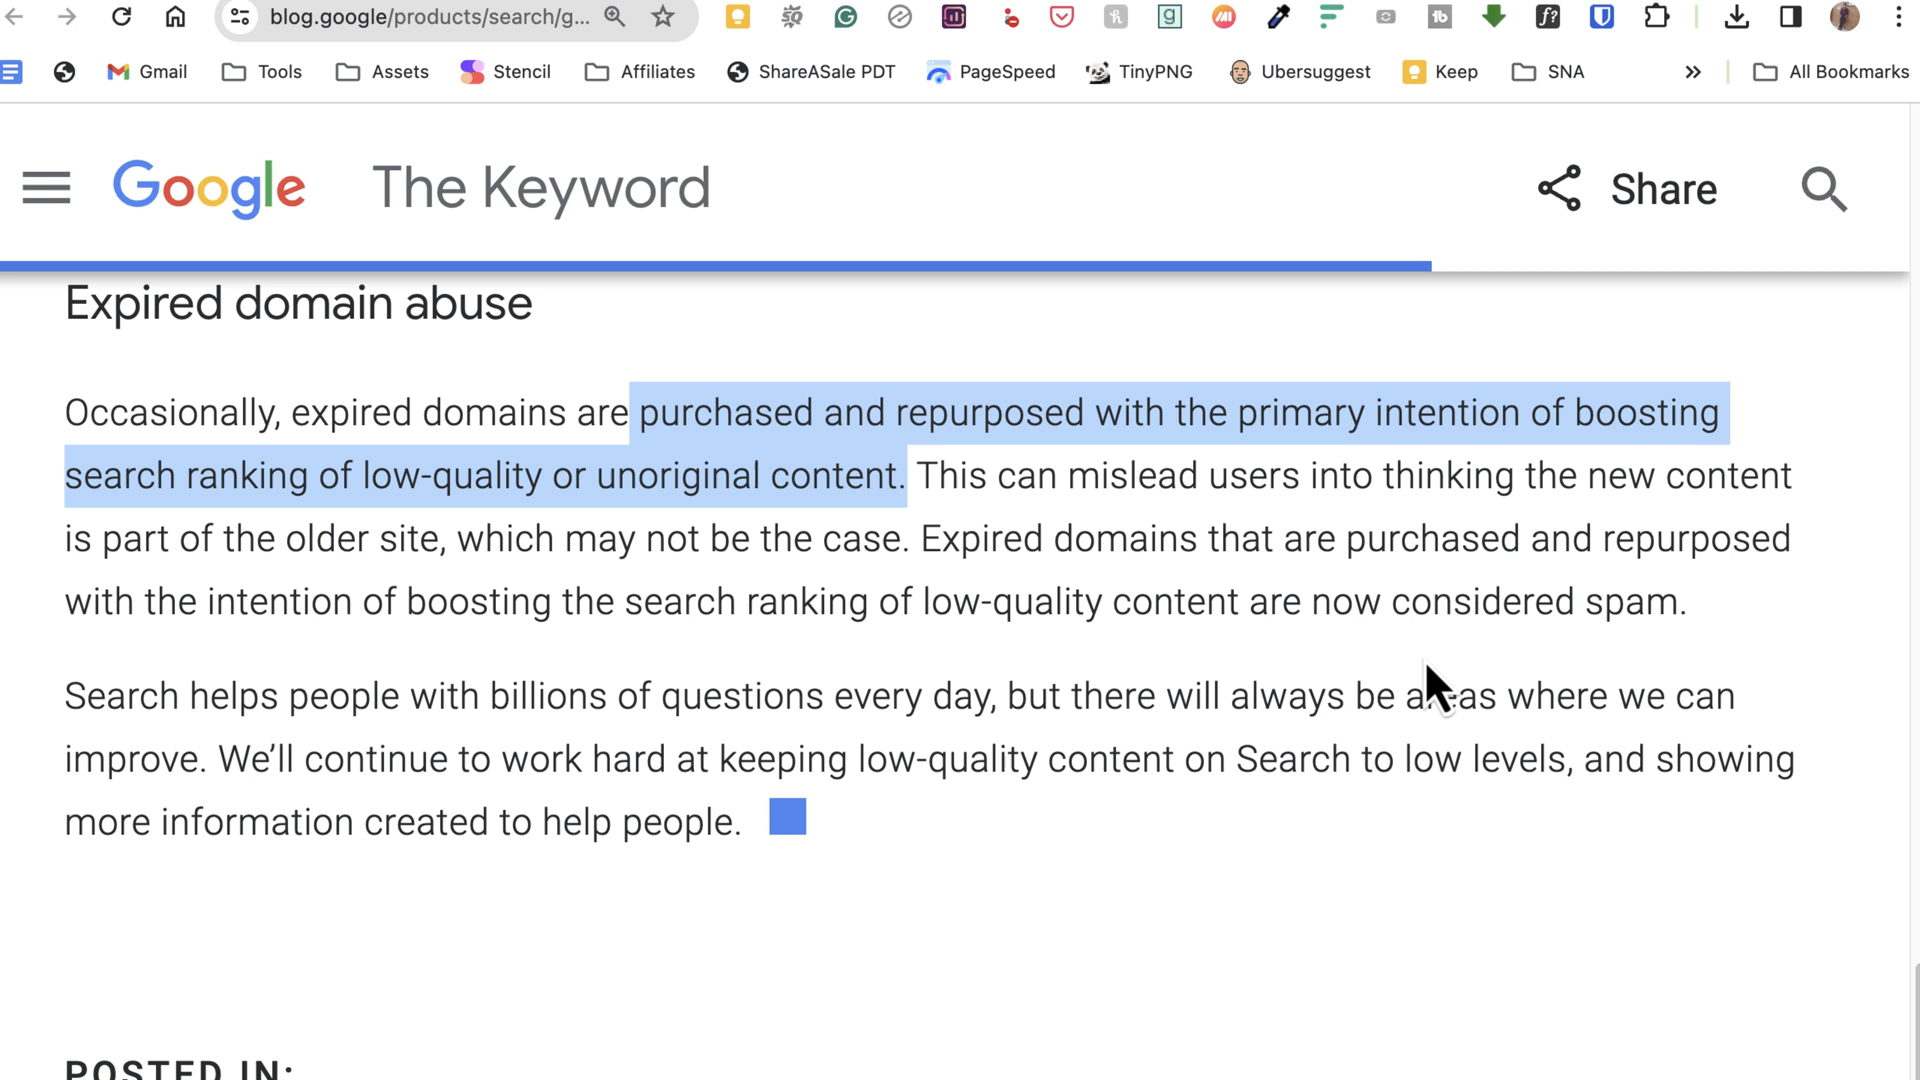 blog.google/products/search/g...
Gmail Tools Assets Stencil Affiliates ShareASale PDT PageSpeed TinyPNG Ubersuggest Keep SNA All Bookmarks
Google The Keyword Share
Expired domain abuse
Occasionally, expired domains are purchased and repurposed with the primary intention of boosting
search ranking of low-quality or unoriginal content. This can mislead users into thinking the new content
is part of the older site, which may not be the case. Expired domains that are purchased and repurposed
with the intention of boosting the search ranking of low-quality content are now considered spam.
Search helps people with billions of questions every day, but there will always be areas where we can
improve. We’ll continue to work hard at keeping low-quality content on Search to low levels, and showing
more information created to help people.
POSTED IN: